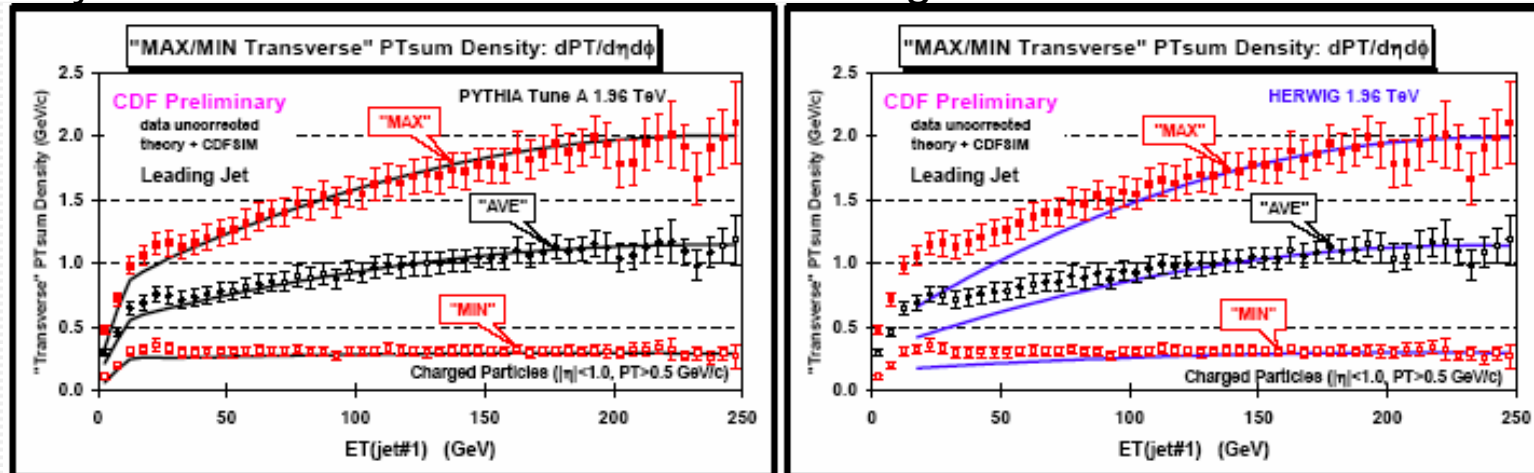 "MAX/MIN Transverse" PTsum Density: dPT/dηdϕ
"Transverse" PTsum Density (GeV/c)
2.5
2.0
1.5
1.0
0.5
0.0
CDF Preliminary
data uncorrected
theory + CDFSIM
Leading Jet
PYTHIA Tune A 1.96 TeV
"MAX"
"AVE"
"MIN"
Charged Particles (|η|<1.0, PT>0.5 GeV/c)
0 50 100 150 200 250
ET(jet#1) (GeV)
"MAX/MIN Transverse" PTsum Density: dPT/dηdϕ
"Transverse" PTsum Density (GeV/c)
2.5
2.0
1.5
1.0
0.5
0.0
CDF Preliminary
data uncorrected
theory + CDFSIM
Leading Jet
HERWIG 1.96 TeV
"MAX"
"AVE"
"MIN"
Charged Particles (|η|<1.0, PT>0.5 GeV/c)
0 50 100 150 200 250
ET(jet#1) (GeV)